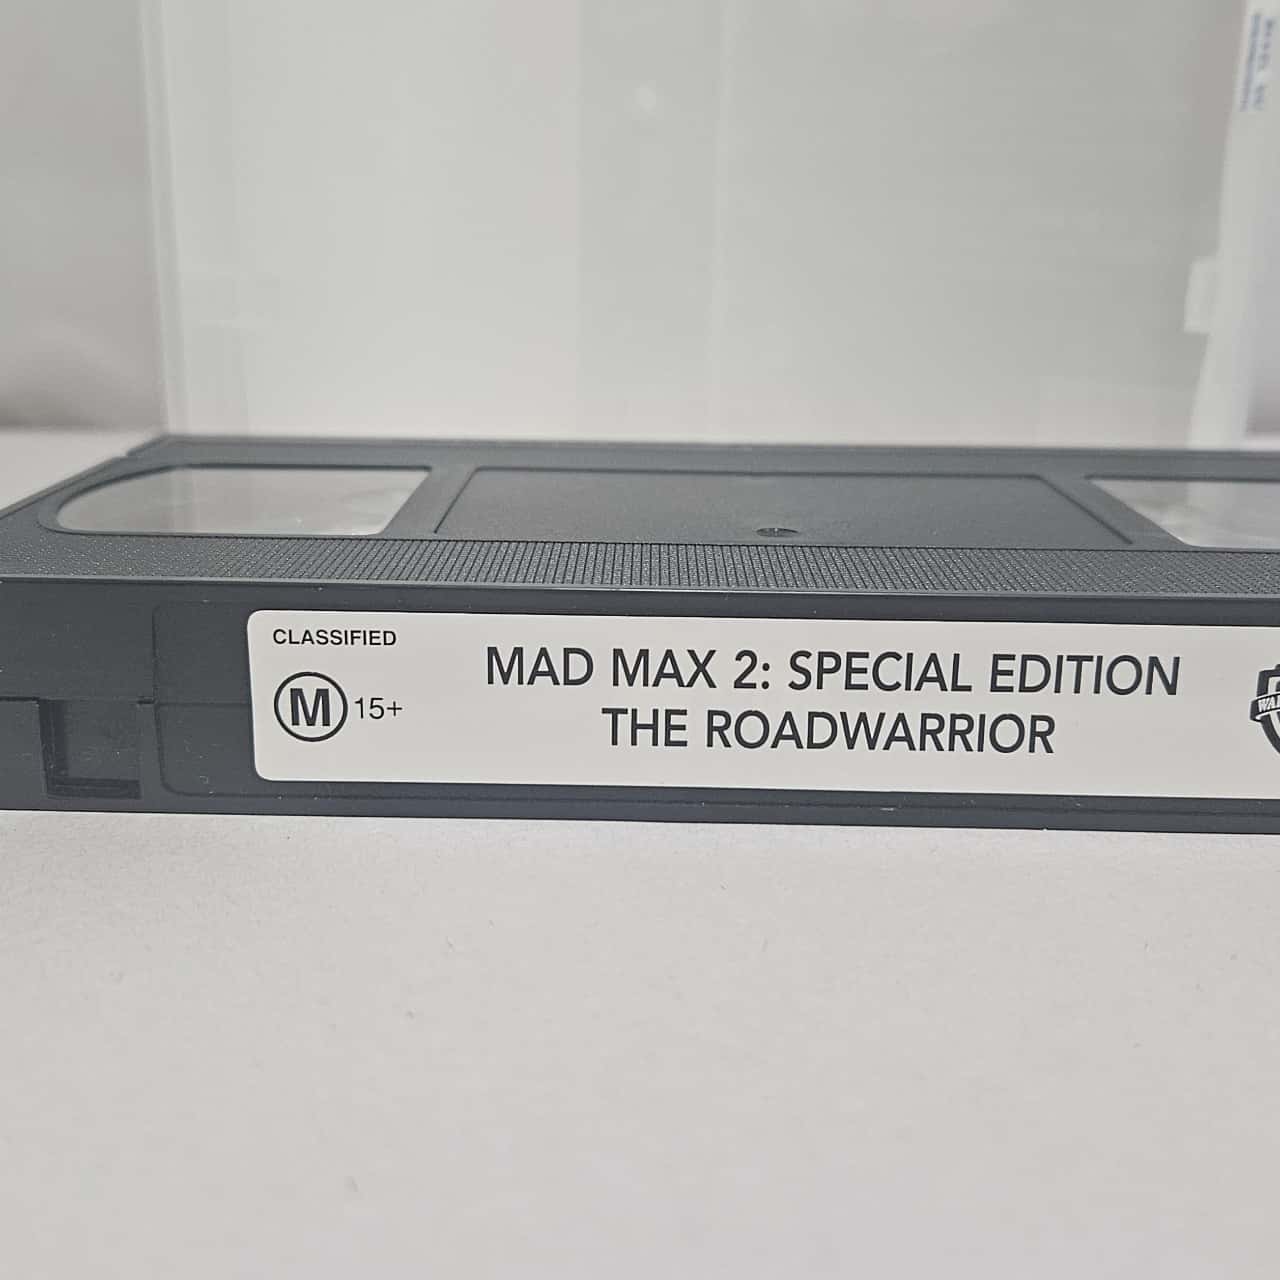 CLASSIFIED
M 15+
MAD MAX 2: SPECIAL EDITION
THE ROADWARRIOR